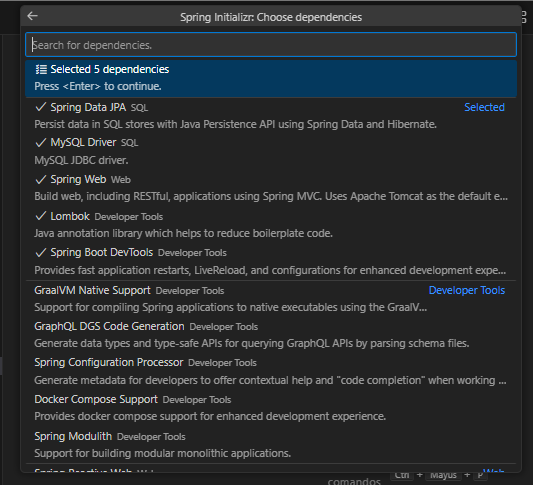 Spring Initializr: Choose dependencies
Search for dependencies.
Selected 5 dependencies
Press <Enter> to continue.
Spring Data JPA SQL Selected
Persist data in SQL stores with Java Persistence API using Spring Data and Hibernate.
MySQL Driver SQL
MySQL JDBC driver.
Spring Web Web
Build web, including RESTful, applications using Spring MVC. Uses Apache Tomcat as the default e...
Lombok Developer Tools
Java annotation library which helps to reduce boilerplate code.
Spring Boot DevTools Developer Tools
Provides fast application restarts, LiveReload, and configurations for enhanced development expe...
GraalVM Native Support Developer Tools Developer Tools
Support for compiling Spring applications to native executables using the GraalV...
GraphQL DGS Code Generation Developer Tools
Generate data types and type-safe APIs for querying GraphQL APIs by parsing schema files.
Spring Configuration Processor Developer Tools
Generate metadata for developers to offer contextual help and "code completion" when working ...
Docker Compose Support Developer Tools
Provides docker compose support for enhanced development experience.
Spring Modulith Developer Tools
Support for building modular monolithic applications.
Spring Reactive Web Web Web
comandos Ctrl + Mayus + P